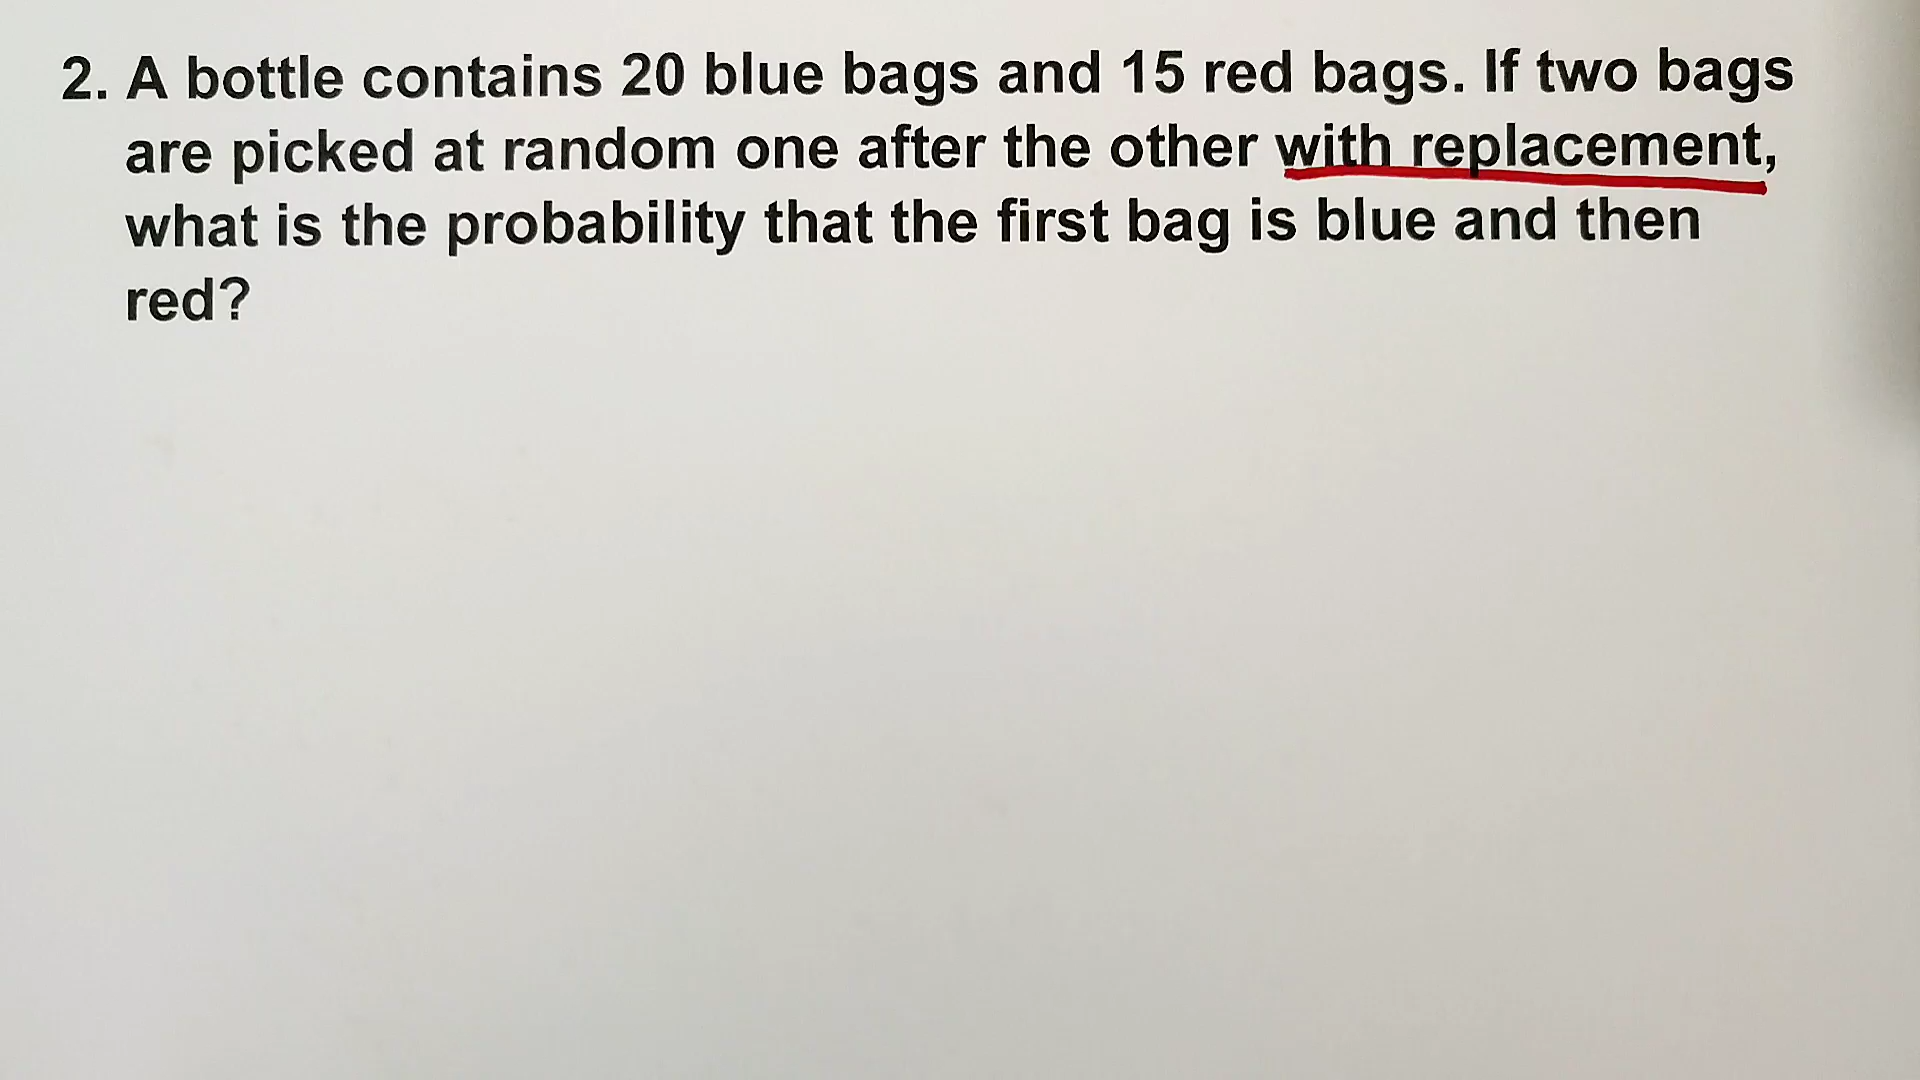 2. A bottle contains 20 blue bags and 15 red bags. If two bags
are picked at random one after the other with replacement,
what is the probability that the first bag is blue and then
red?